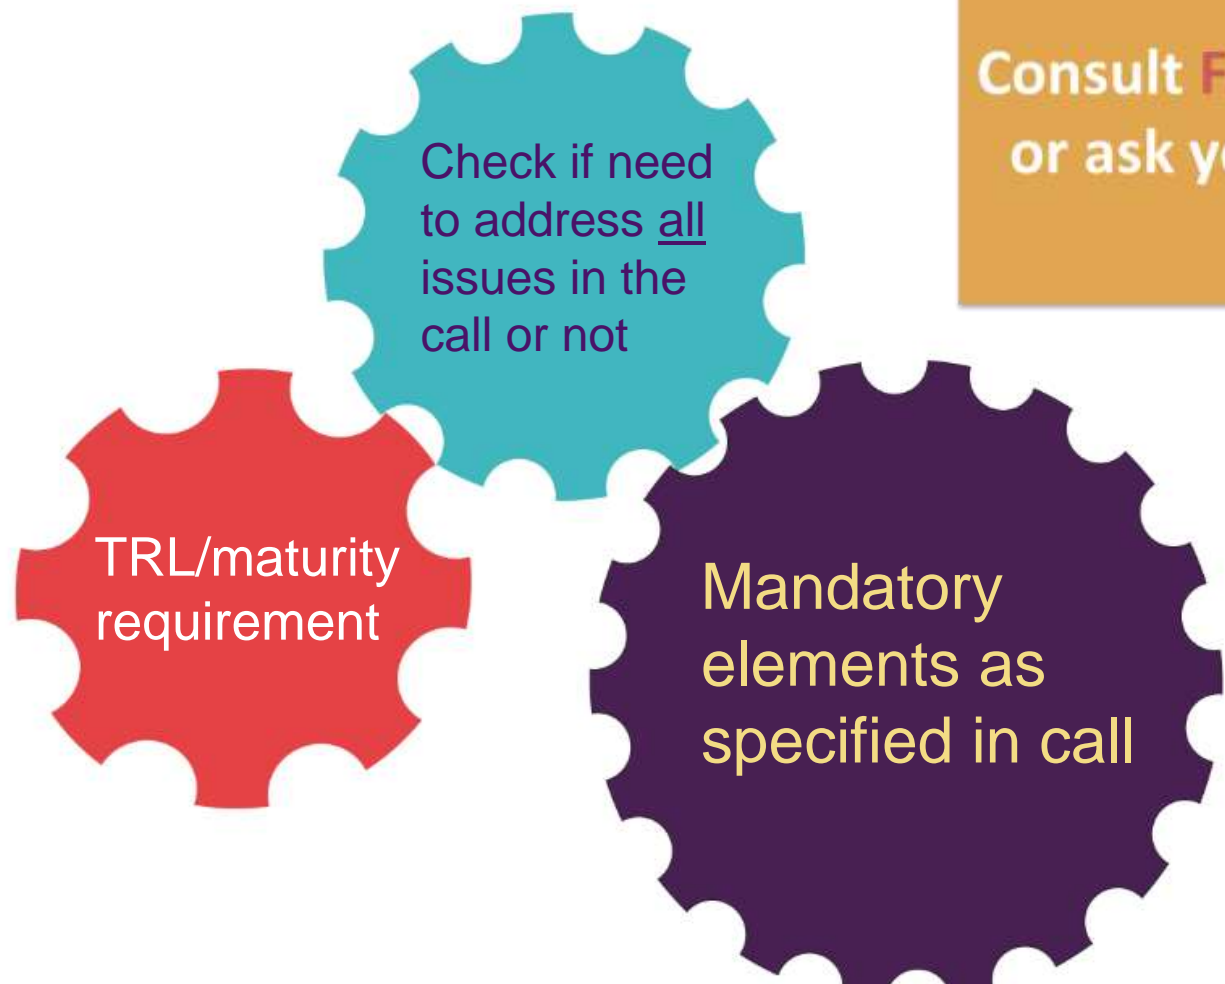 Consult
or ask
Check if need
to address all
issues in the
call or not
TRL/maturity
requirement
Mandatory
elements as
specified in call